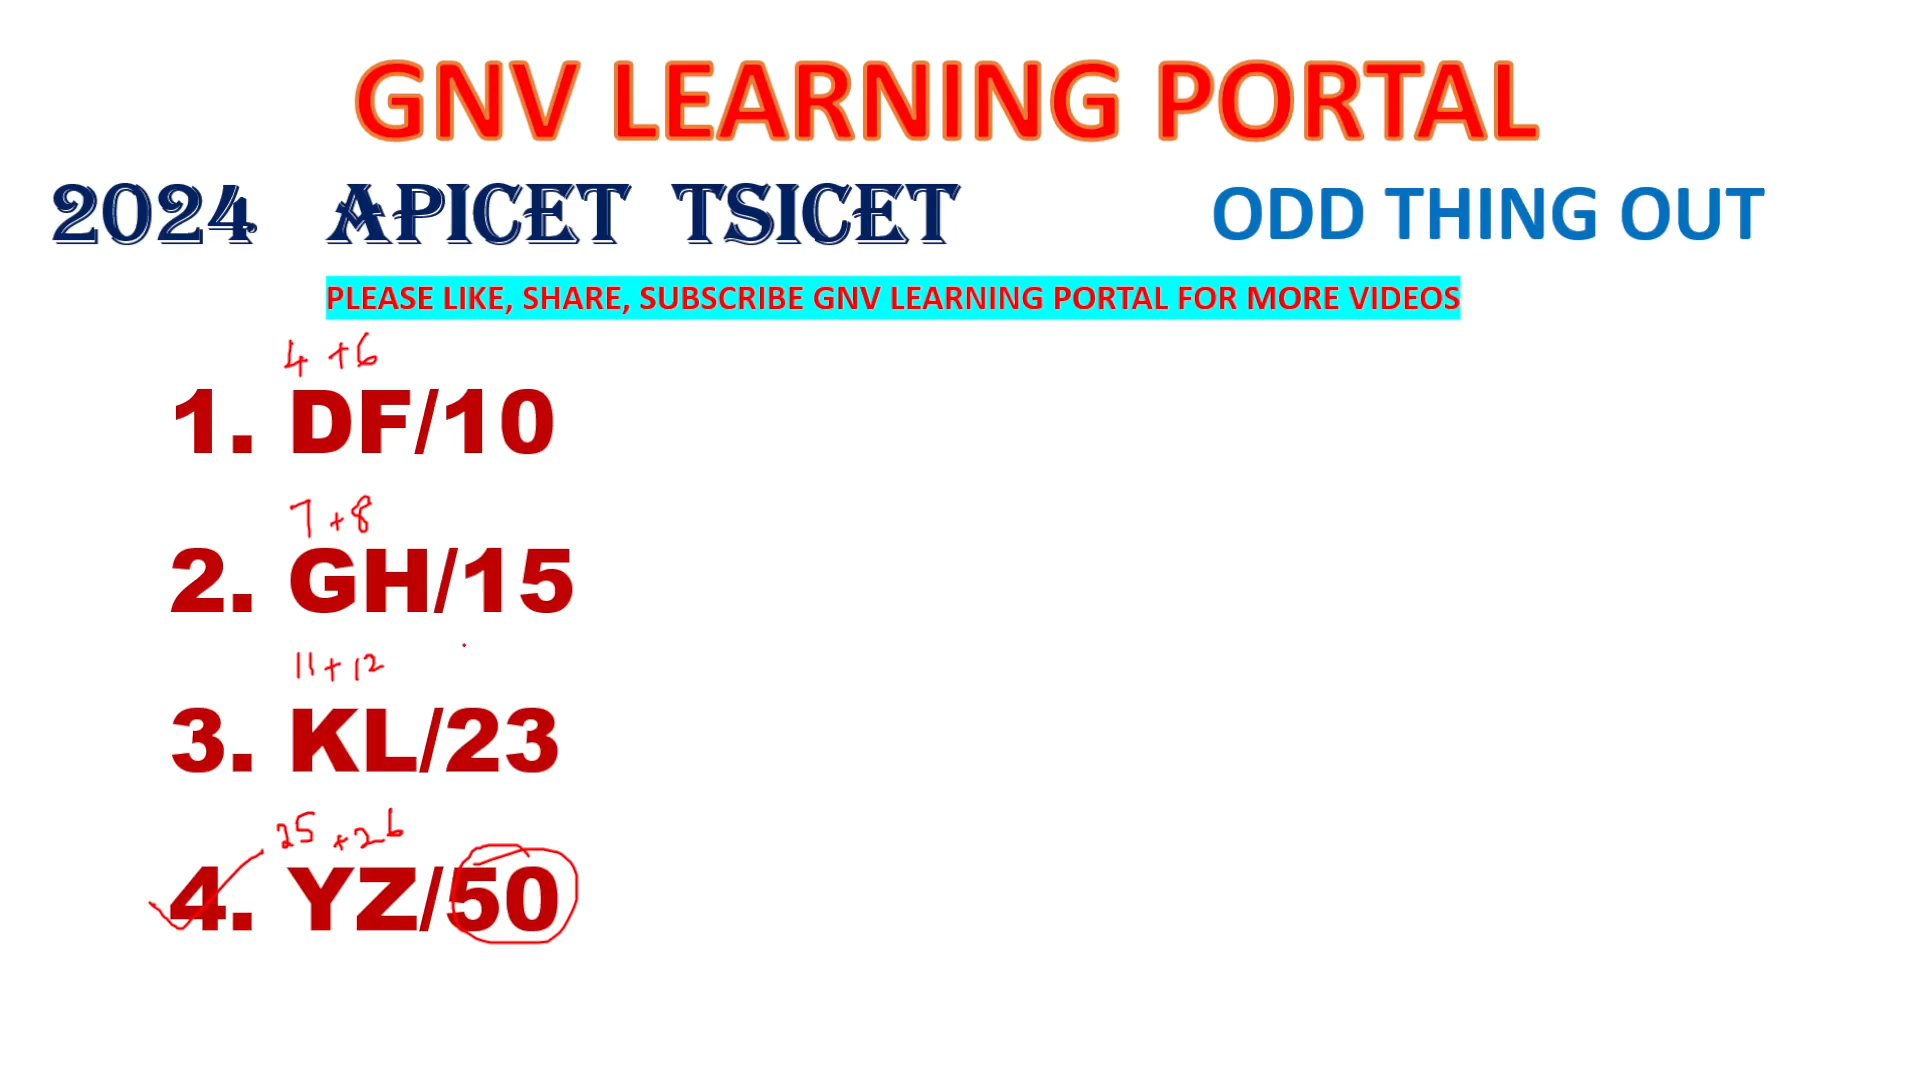 GNV LEARNING PORTAL
2024 APICET TSICET ODD THING OUT
PLEASE LIKE, SHARE, SUBSCRIBE GNV LEARNING PORTAL FOR MORE VIDEOS
4 +6
1. DF/10
7+8
2. GH/15
11+12
3. KL/23
25+26
4. YZ/50